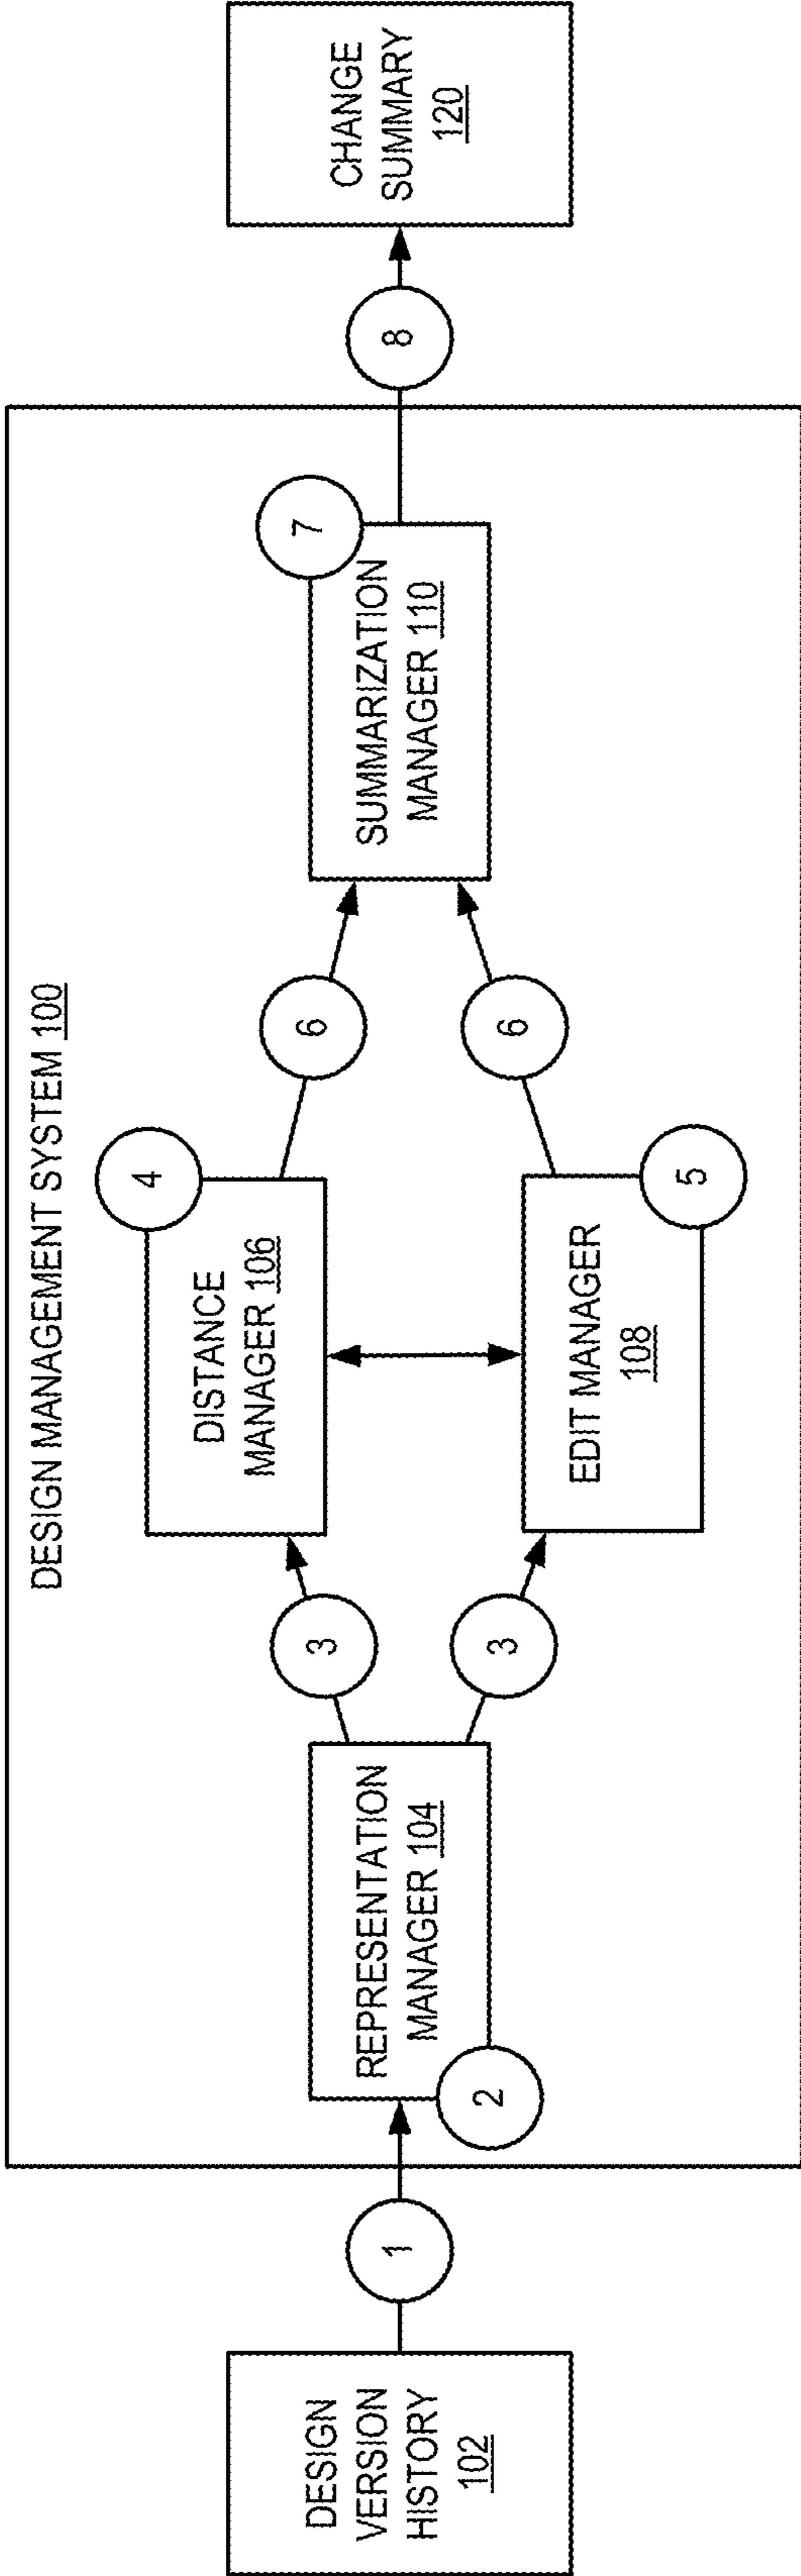 DESIGN MANAGEMENT SYSTEM 100
DESIGN
VERSION
HISTORY
102
1
REPRESENTATION
MANAGER 104
2
3
3
DISTANCE
MANAGER 106
4
EDIT MANAGER
108
5
6
6
SUMMARIZATION
MANAGER 110
7
8
CHANGE
SUMMARY
120